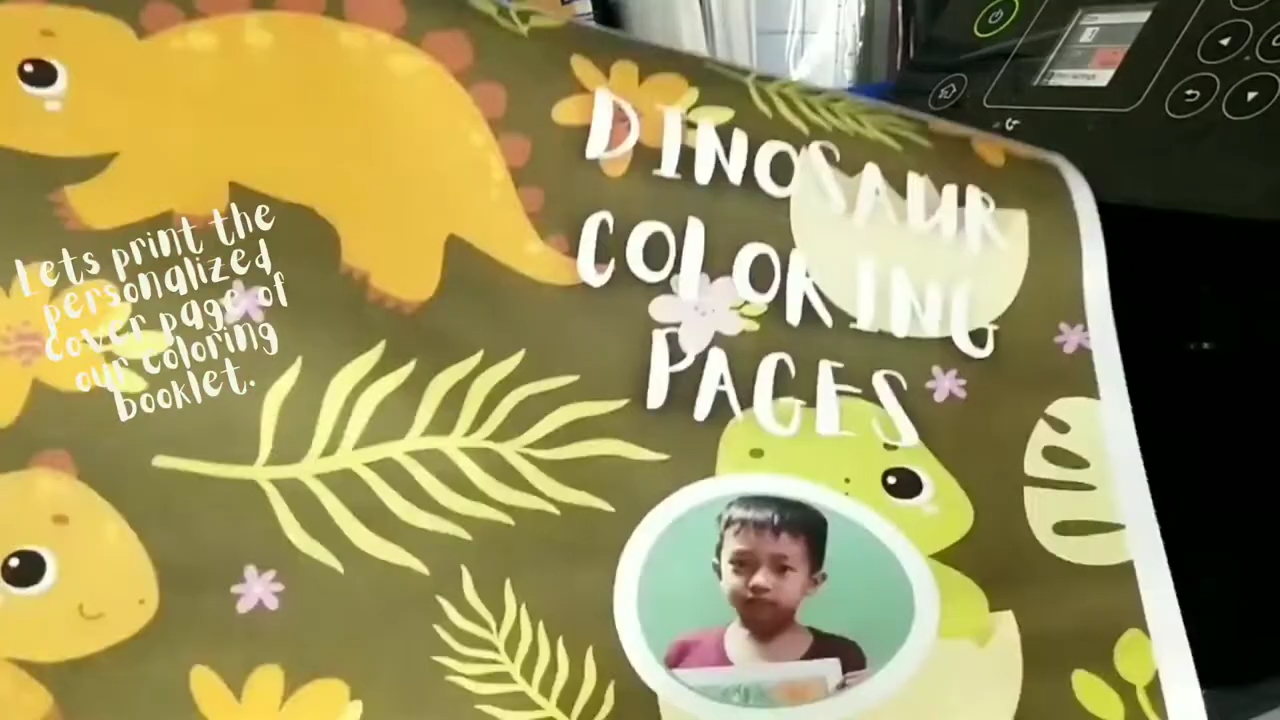 Lets print the
personalized
cover page of
our coloring
booklet.
DINOSAUR
COLORING
PAGES